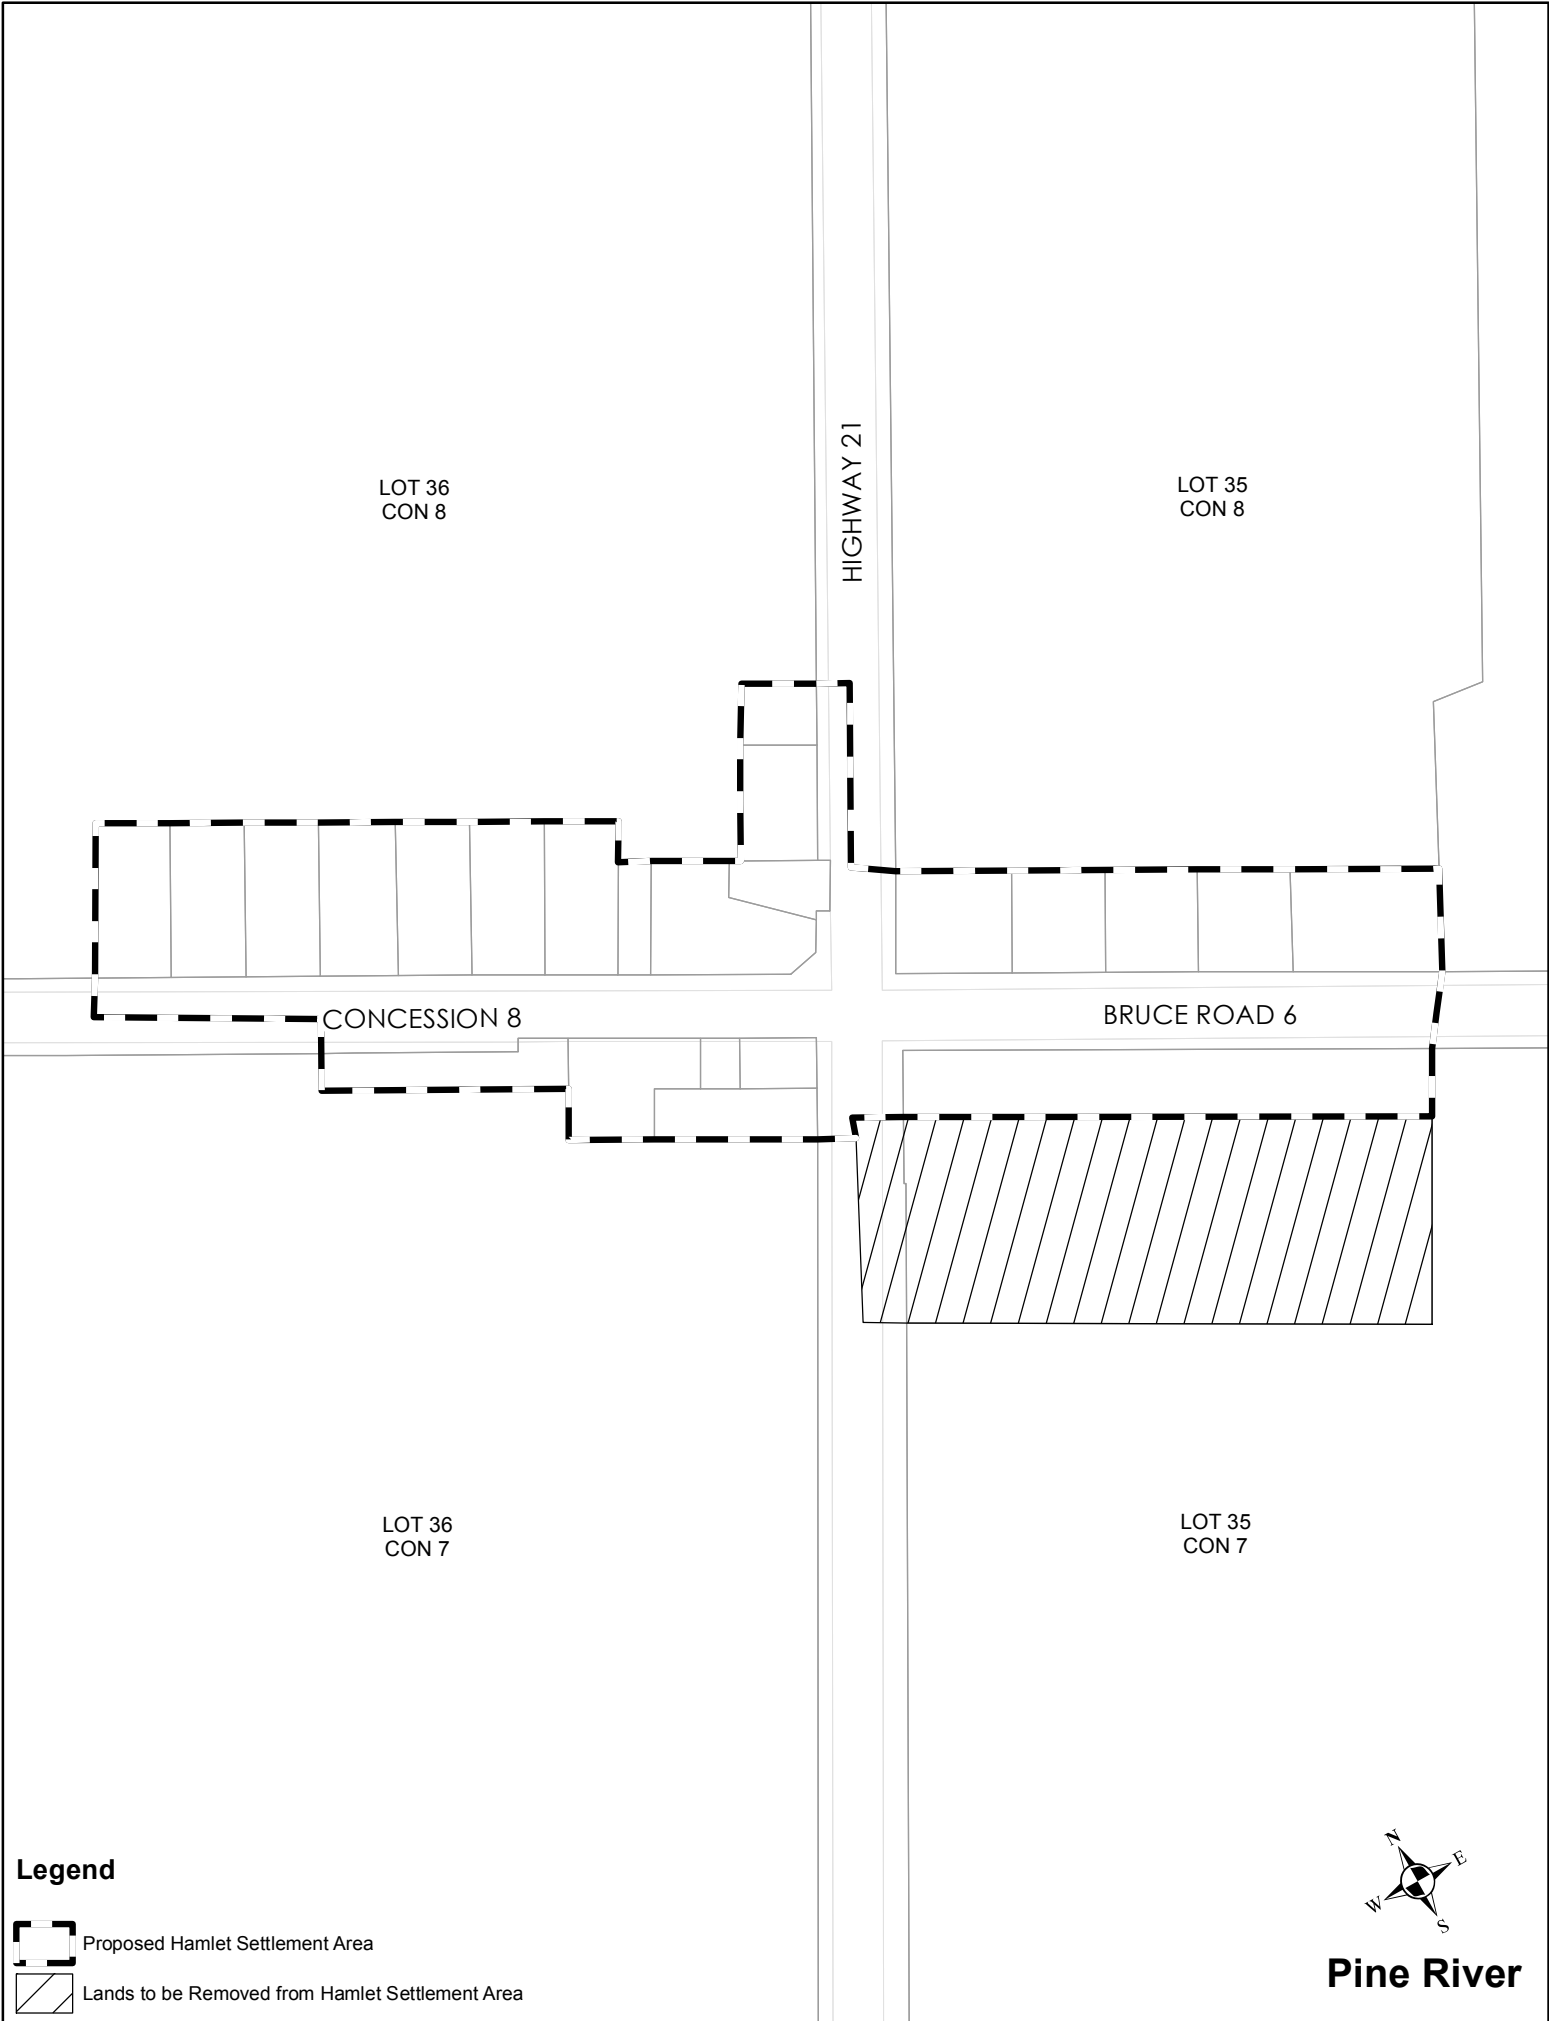 HIGHWAY 21
LOT 36
CON 8
LOT 35
CON 8
CONCESSION 8
BRUCE ROAD 6
LOT 36
CON 7
LOT 35
CON 7
Legend
Proposed Hamlet Settlement Area
Lands to be Removed from Hamlet Settlement Area
N
E
W
S
Pine River